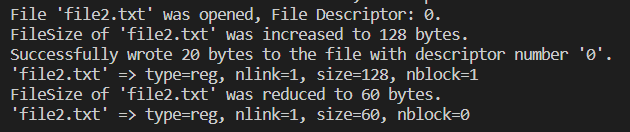 File 'file2.txt' was opened, File Descriptor: 0.
FileSize of 'file2.txt' was increased to 128 bytes.
Successfully wrote 20 bytes to the file with descriptor number '0'.
'file2.txt' => type=reg, nlink=1, size=128, nblock=1
FileSize of 'file2.txt' was reduced to 60 bytes.
'file2.txt' => type=reg, nlink=1, size=60, nblock=0